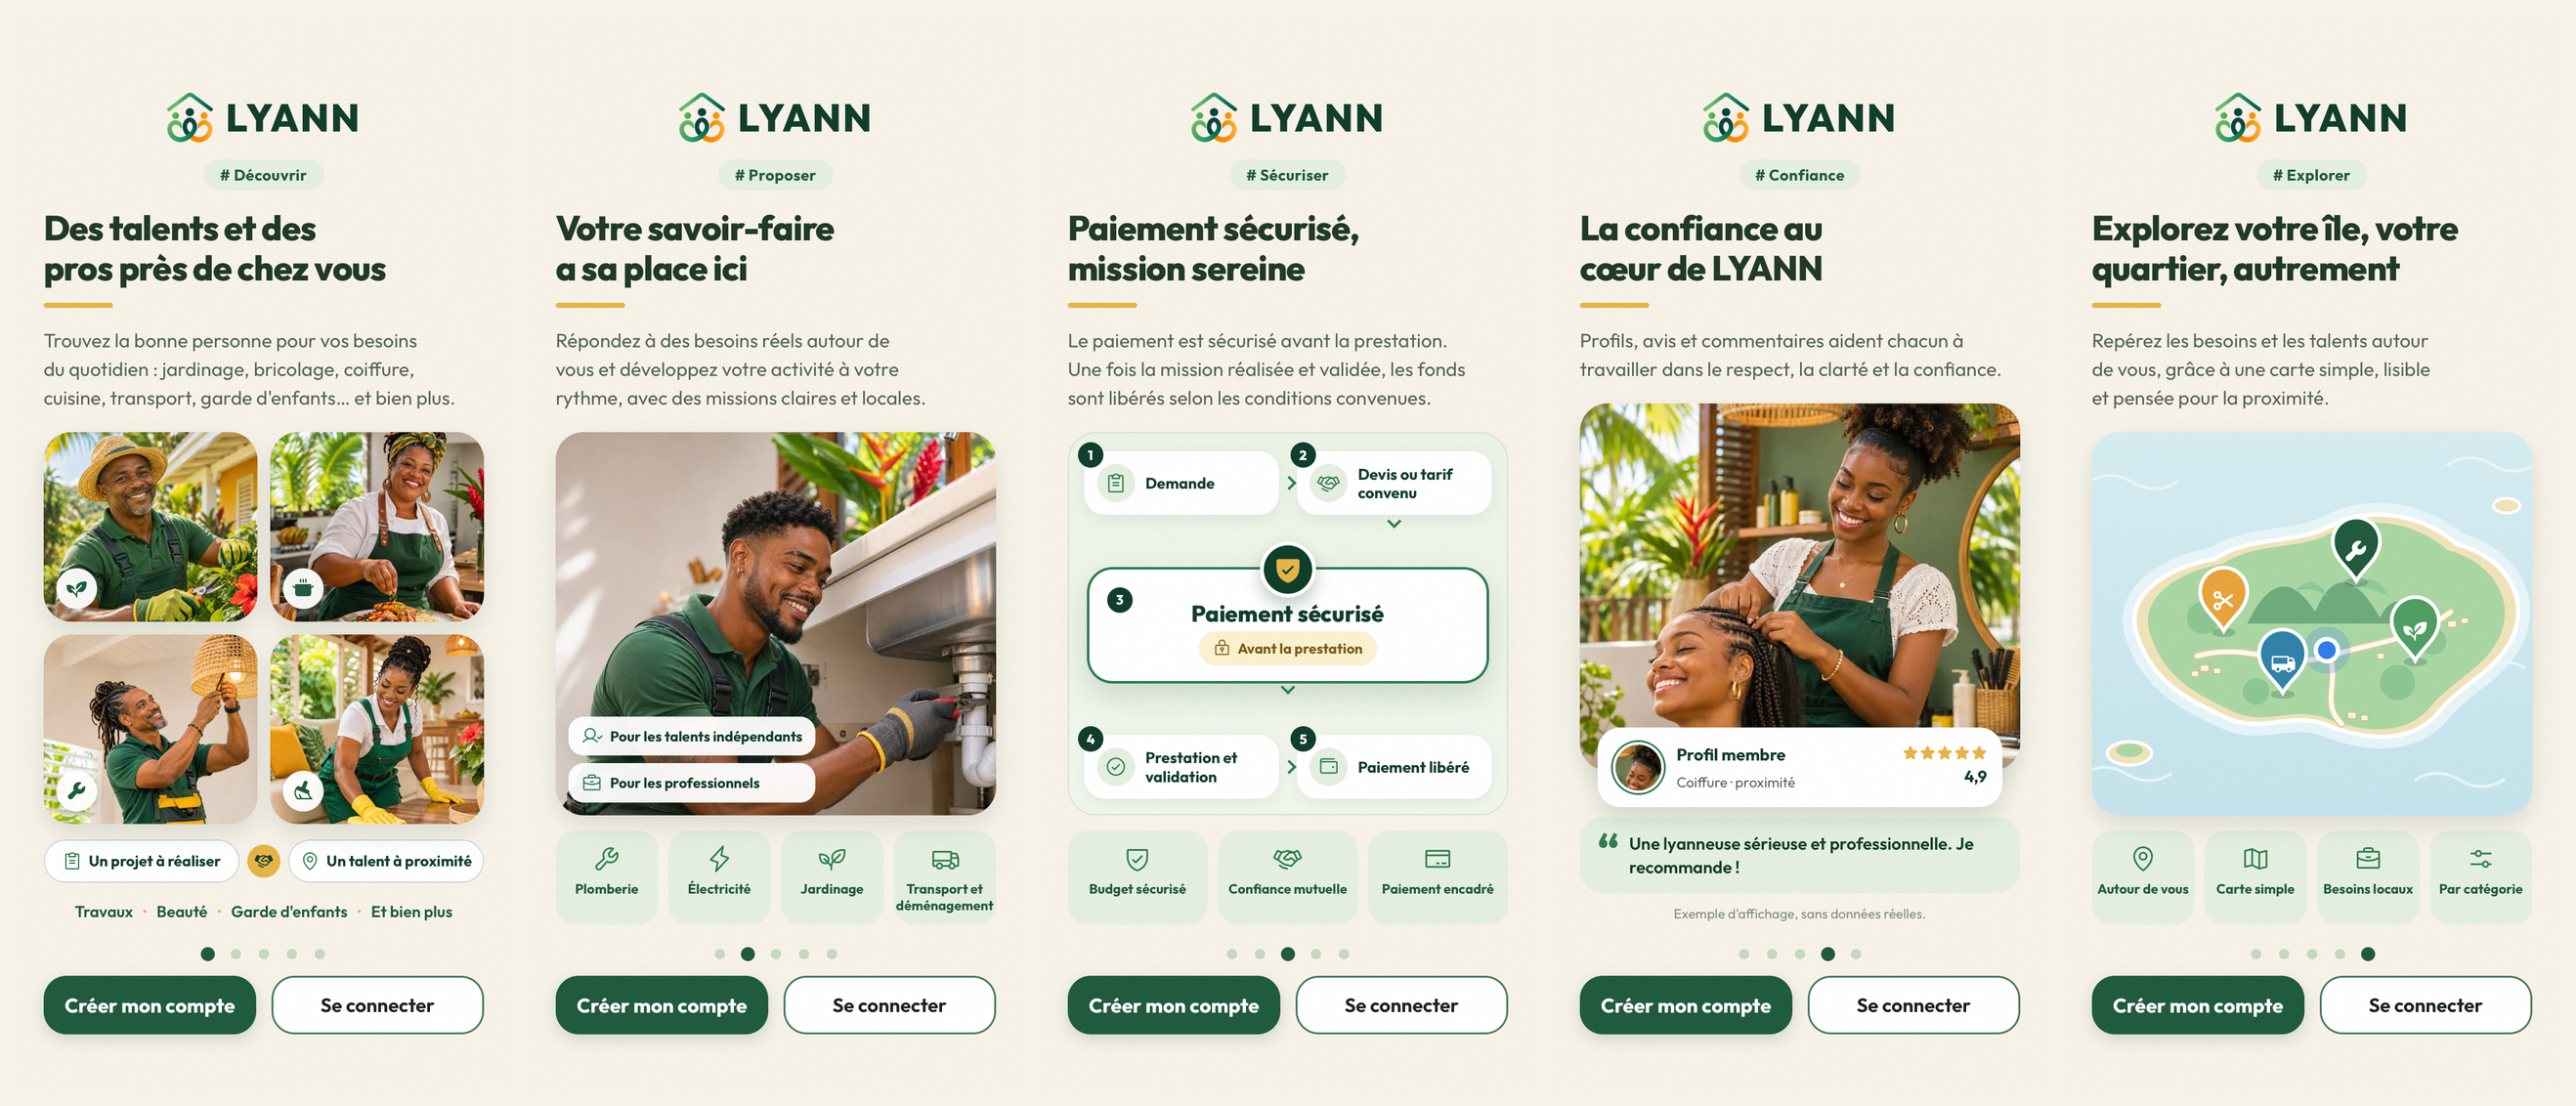 LYANN
# Découvrir
Des talents et des
pros près de chez vous
Trouvez la bonne personne pour vos besoins
du quotidien : jardinage, bricolage, coiffure,
cuisine, transport, garde d'enfants... et bien plus.
Un projet à réaliser
Un talent à proximité
Travaux · Beauté · Garde d'enfants · Et bien plus
Créer mon compte
Se connecter
LYANN
# Proposer
Votre savoir-faire
a sa place ici
Répondez à des besoins réels autour de
vous et développez votre activité à votre
rythme, avec des missions claires et locales.
Pour les talents indépendants
Pour les professionnels
Plomberie
Électricité
Jardinage
Transport et
déménagement
Créer mon compte
Se connecter
LYANN
# Sécuriser
Paiement sécurisé,
mission sereine
Le paiement est sécurisé avant la prestation.
Une fois la mission réalisée et validée, les fonds
sont libérés selon les conditions convenues.
1
Demande
2
Devis ou tarif
convenu
3
Paiement sécurisé
Avant la prestation
4
Prestation et
validation
5
Paiement libéré
Budget sécurisé
Confiance mutuelle
Paiement encadré
Créer mon compte
Se connecter
LYANN
# Confiance
La confiance au
cœur de LYANN
Profils, avis et commentaires aident chacun à
travailler dans le respect, la clarté et la confiance.
Profil membre
Coiffure · proximité
4,9
“ Une lyanneuse sérieuse et professionnelle. Je
recommande !
Exemple d'affichage, sans données réelles.
Créer mon compte
Se connecter
LYANN
# Explorer
Explorez votre île, votre
quartier, autrement
Repérez les besoins et les talents autour
de vous, grâce à une carte simple, lisible
et pensée pour la proximité.
Autour de vous
Carte simple
Besoins locaux
Par catégorie
Créer mon compte
Se connecter